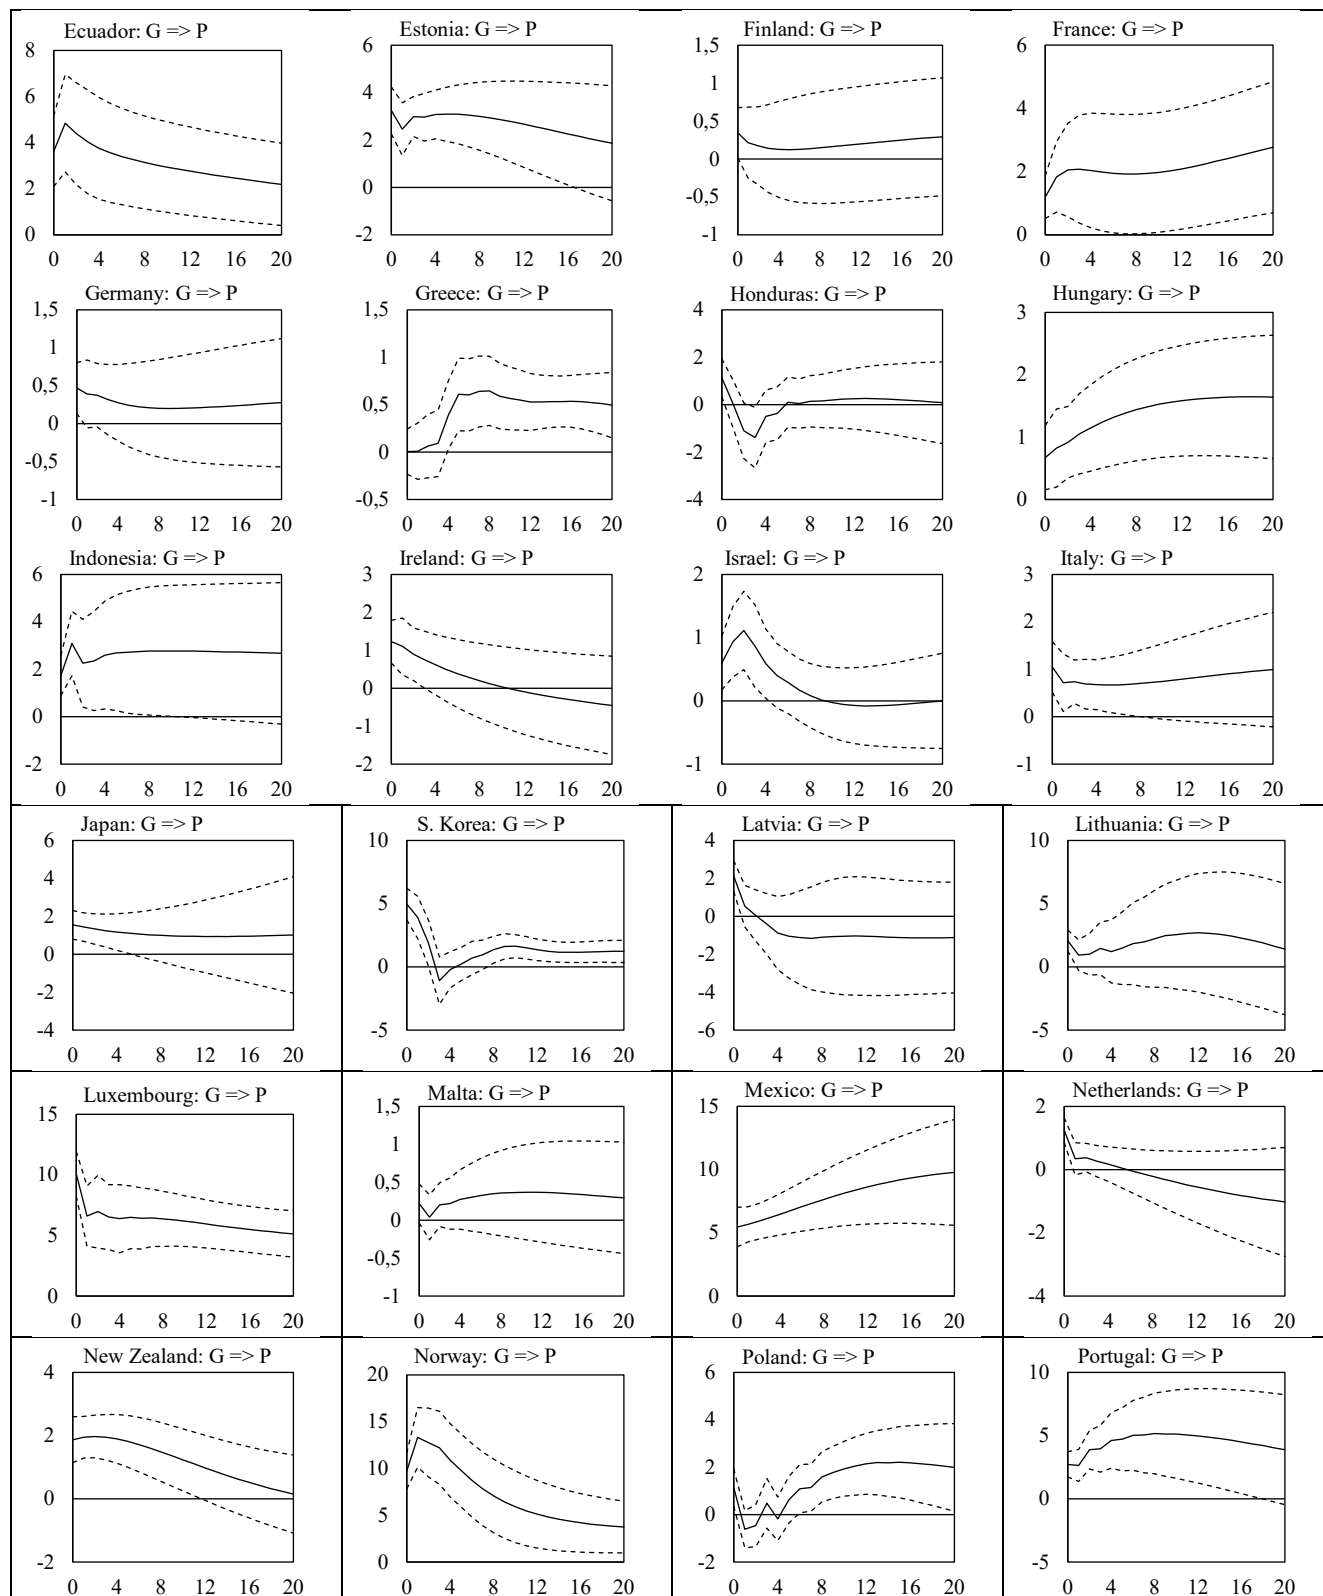 Ecuador: G => P
8
6
4
2
0
0 4 8 12 16 20
Estonia: G => P
6
4
2
0
-2
0 4 8 12 16 20
Finland: G => P
1,5
1
0,5
0
-0,5
-1
0 4 8 12 16 20
France: G => P
6
4
2
0
0 4 8 12 16 20
Germany: G => P
1,5
1
0,5
0
-0,5
-1
0 4 8 12 16 20
Greece: G => P
1,5
1
0,5
0
-0,5
0 4 8 12 16 20
Honduras: G => P
4
2
0
-2
-4
0 4 8 12 16 20
Hungary: G => P
3
2
1
0
0 4 8 12 16 20
Indonesia: G => P
6
4
2
0
-2
0 4 8 12 16 20
Ireland: G => P
3
2
1
0
-1
-2
0 4 8 12 16 20
Israel: G => P
2
1
0
-1
0 4 8 12 16 20
Italy: G => P
3
2
1
0
-1
0 4 8 12 16 20
Japan: G => P
6
4
2
0
-2
-4
0 4 8 12 16 20
S. Korea: G => P
10
5
0
-5
0 4 8 12 16 20
Latvia: G => P
4
2
0
-2
-4
-6
0 4 8 12 16 20
Lithuania: G => P
10
5
0
-5
0 4 8 12 16 20
Luxembourg: G => P
15
10
5
0
0 4 8 12 16 20
Malta: G => P
1,5
1
0,5
0
-0,5
-1
0 4 8 12 16 20
Mexico: G => P
15
10
5
0
0 4 8 12 16 20
Netherlands: G => P
2
0
-2
-4
0 4 8 12 16 20
New Zealand: G => P
4
2
0
-2
0 4 8 12 16 20
Norway: G => P
20
15
10
5
0
0 4 8 12 16 20
Poland: G => P
6
4
2
0
-2
0 4 8 12 16 20
Portugal: G => P
10
5
0
-5
0 4 8 12 16 20